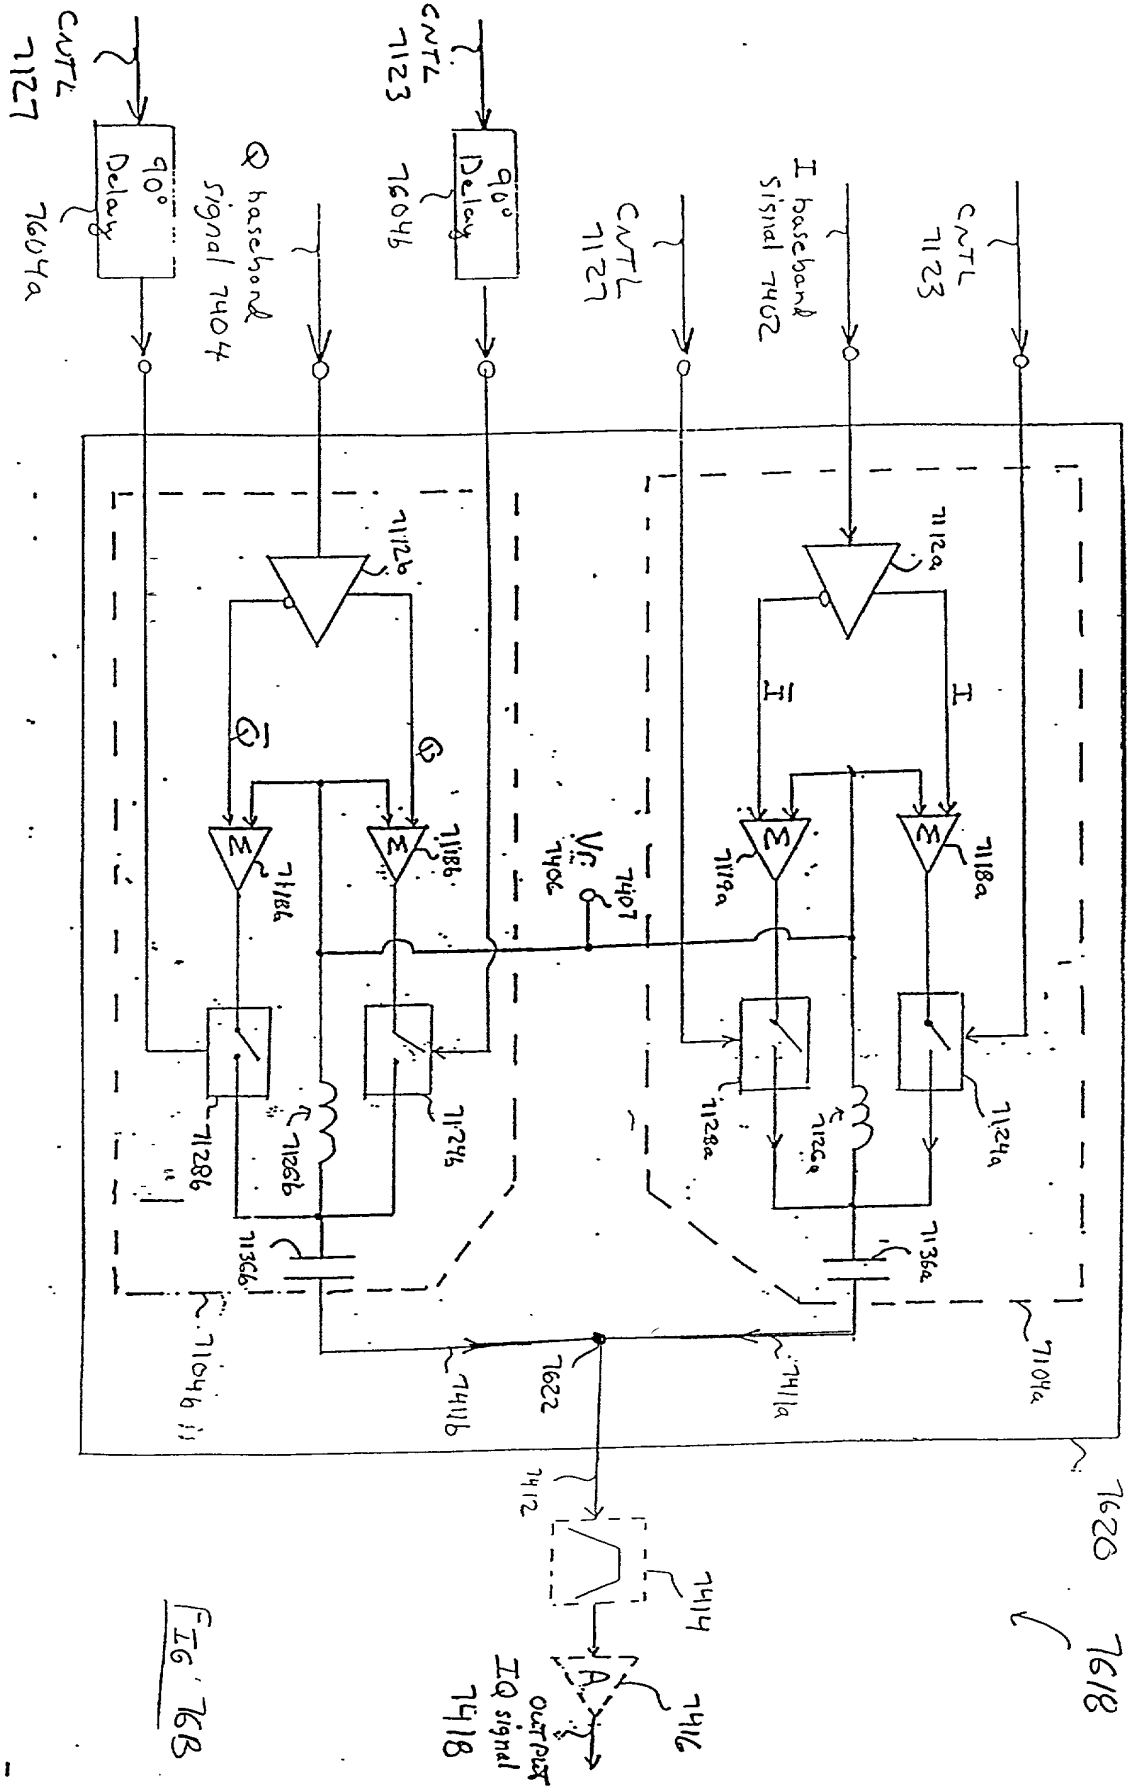 CNTL
7123
I baseband
signal 7402
CNTL
7127
CNTL
7123
90°
Delay
7604b
Q baseband
signal 7404
CNTL
7127
90°
Delay
7604a
7112a
I
I̅
Σ
7118a
Σ
7119a
7124a
7128a
7126a
7136a
7104a
7411a
Vr
7406
7407
7112b
Q
Q̅
Σ
7118b
Σ
7118b
7124b
7128b
7126b
7136b
7104b
7411b
7622
7620
7618
7412
7414
A
7416
OUTPUT
IQ signal
7418
FIG 76B